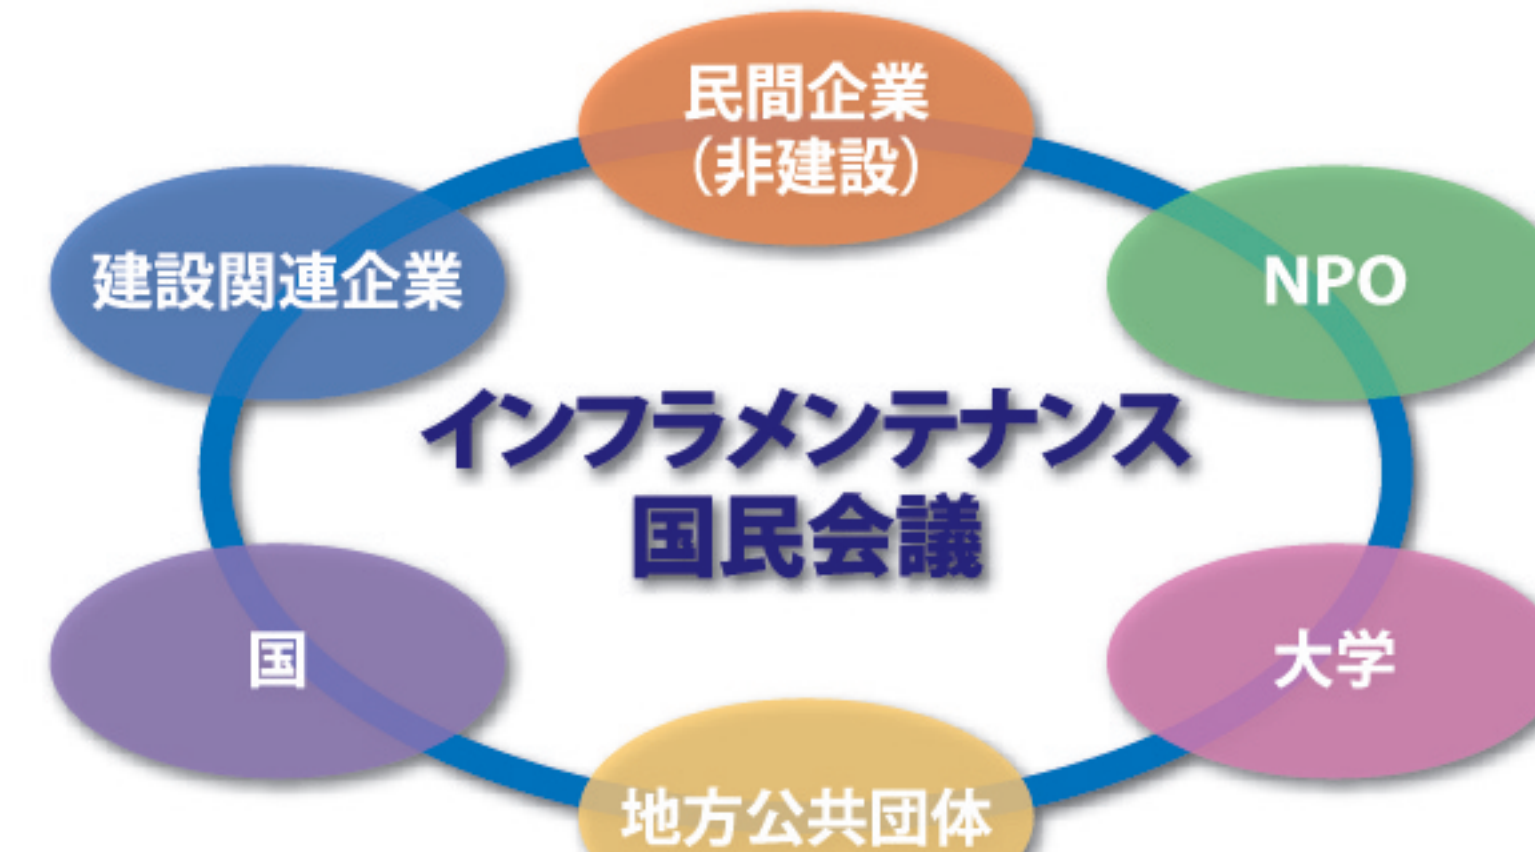 民間企業
（非建設）
建設関連企業
NPO
インフラメンテナンス
国民会議
国
大学
地方公共団体